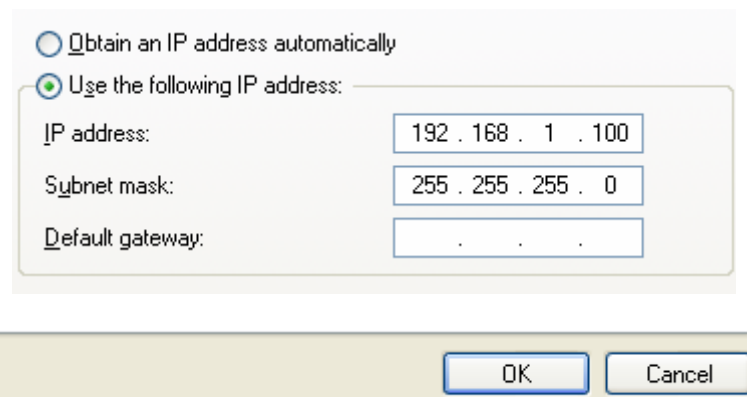 Obtain an IP address automatically
Use the following IP address:
IP address: 192 . 168 . 1 . 100
Subnet mask: 255 . 255 . 255 . 0
Default gateway: . . .
OK Cancel